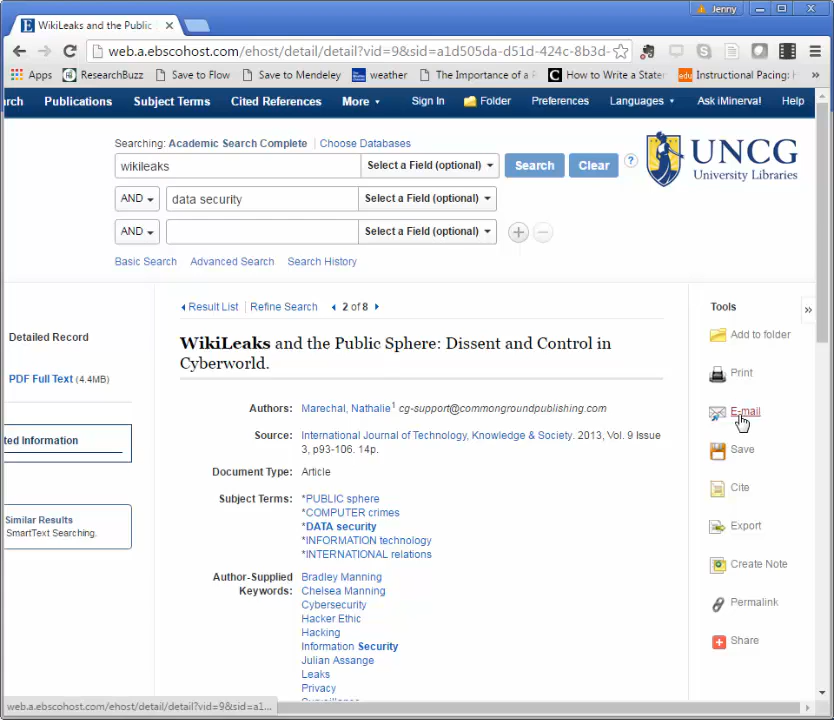 Jenny
WikiLeaks and the Public
web.a.ebscohost.com/ehost/detail/detail?vid=9&sid=a1d505da-d51d-424c-8b3d-
Apps ResearchBuzz Save to Flow Save to Mendeley weather The Importance of a How to Write a State Instructional Pacing: »
Publications Subject Terms Cited References More Sign In Folder Preferences Languages Ask iMinerva! Help
Searching: Academic Search Complete | Choose Databases
wikileaks Select a Field (optional) Search Clear ?
UNCG
University Libraries
AND data security Select a Field (optional)
AND Select a Field (optional)
Basic Search Advanced Search Search History
Result List Refine Search 2 of 8
Tools »
Detailed Record
PDF Full Text (4.4MB)
Similar Results
SmartText Searching.
WikiLeaks and the Public Sphere: Dissent and Control in
Cyberworld.
Authors: Marechal, Nathalie1 cg-support@commongroundpublishing.com
Source: International Journal of Technology, Knowledge & Society. 2013, Vol. 9 Issue
3, p93-106. 14p.
Document Type: Article
Subject Terms: *PUBLIC sphere
*COMPUTER crimes
*DATA security
*INFORMATION technology
*INTERNATIONAL relations
Author-Supplied Keywords: Bradley Manning
Chelsea Manning
Cybersecurity
Hacker Ethic
Hacking
Information Security
Julian Assange
Leaks
Privacy
Add to folder
Print
E-mail
Save
Cite
Export
Create Note
Permalink
Share
web.a.ebscohost.com/ehost/detail/detail?vid=9&sid=a1...